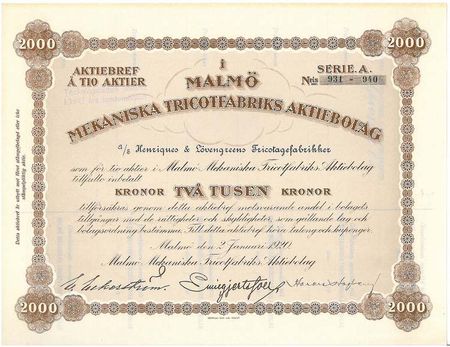 2000
2000
AKTIEBREF
Å TIO AKTIER
i
MALMÖ
SERIE. A.
Nris 931 - 940
MEKANISKA TRICOTFABRIKS AKTIEBOLAG
A/S Henriques & Lövengreens Tricotagefabrikker
som för tio aktier i Malmö Mekaniska Tricotfabriks Aktiebolag
tillfullo inbetalt
KRONOR TVÅ TUSEN KRONOR
tillförsäkras genom detta aktiebref motsvarande andel i bolagets
tillgångar med de rättigheter och skyldigheter, som gällande lag och
bolagsordning bestämma. Till detta aktiebref höra talong och kuponger.
Malmö den 2 Januari 1920.
Malmö Mekaniska Tricotfabriks Aktiebolag
2000
2000